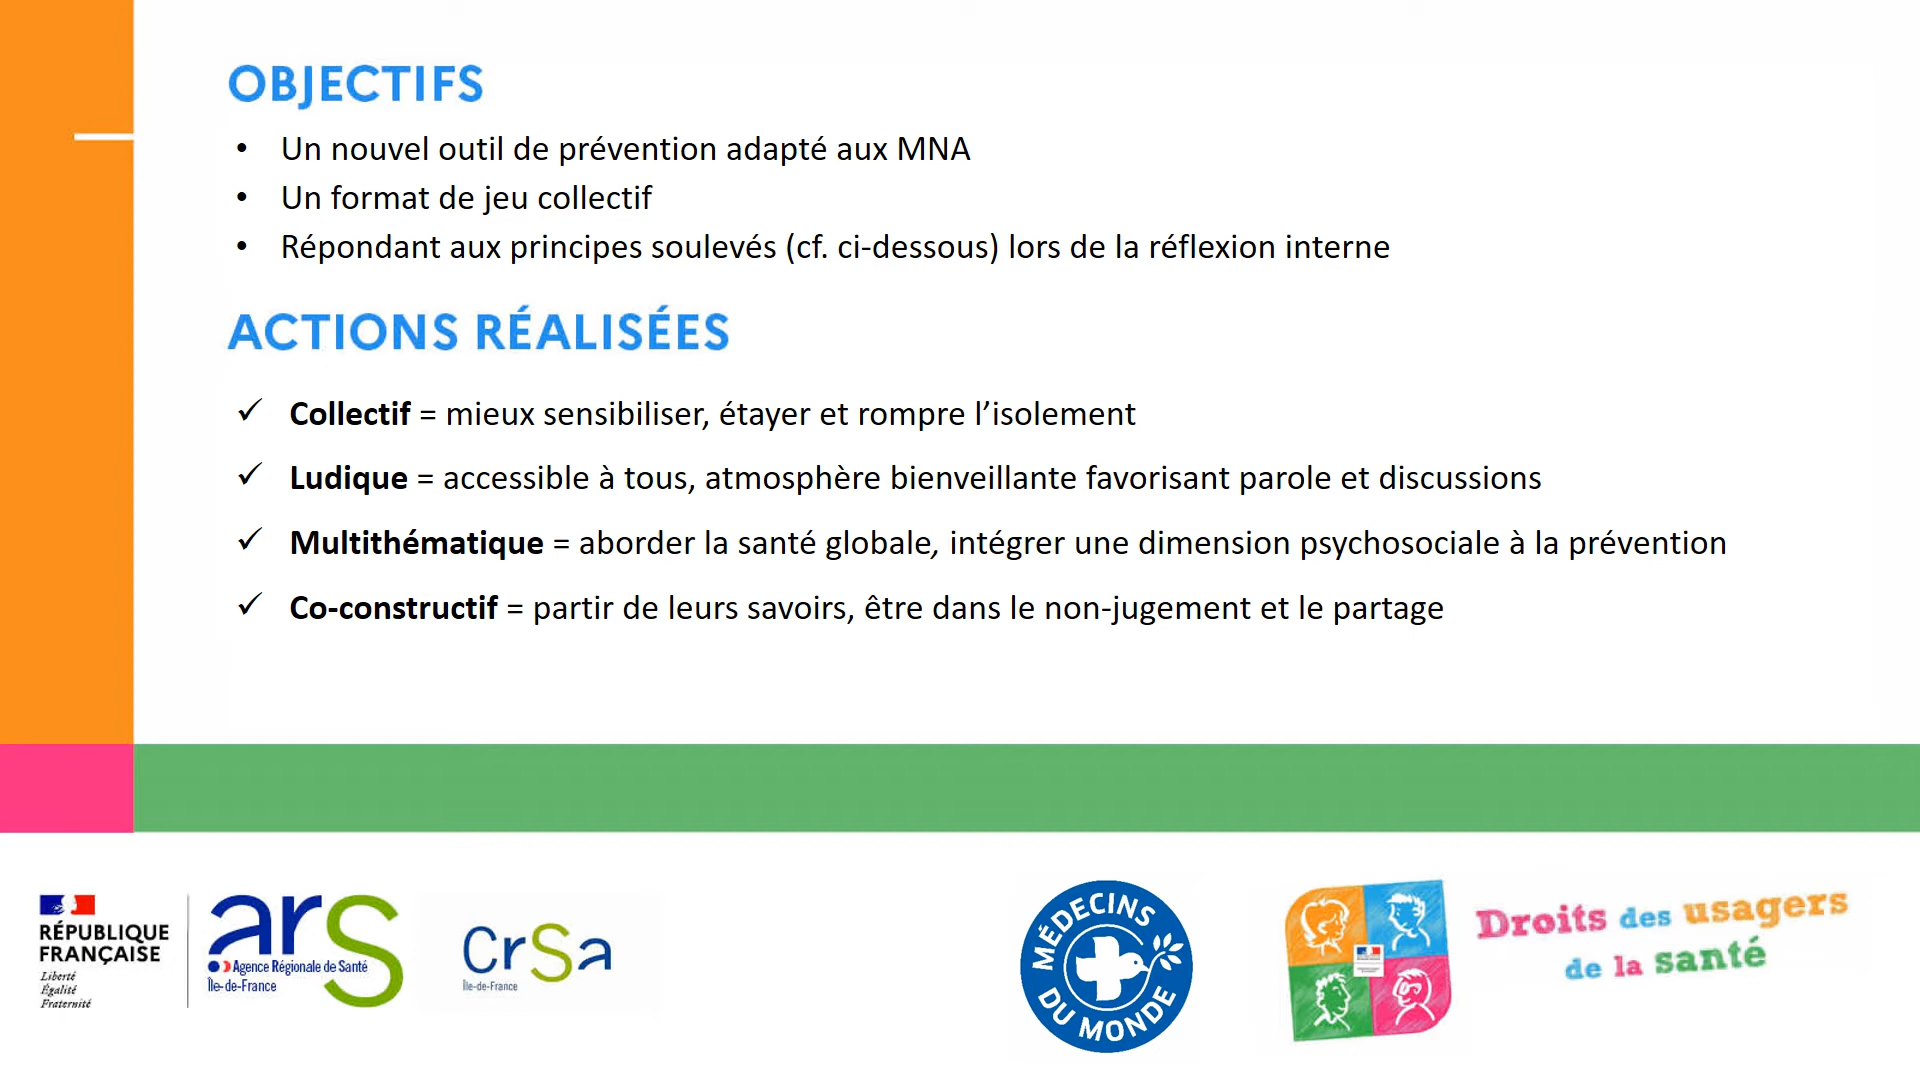 OBJECTIFS
• Un nouvel outil de prévention adapté aux MNA
• Un format de jeu collectif
• Répondant aux principes soulevés (cf. ci-dessous) lors de la réflexion interne
ACTIONS RÉALISÉES
✓ Collectif = mieux sensibiliser, étayer et rompre l’isolement
✓ Ludique = accessible à tous, atmosphère bienveillante favorisant parole et discussions
✓ Multithématique = aborder la santé globale, intégrer une dimension psychosociale à la prévention
✓ Co-constructif = partir de leurs savoirs, être dans le non-jugement et le partage
RÉPUBLIQUE
FRANÇAISE
Liberté
Égalité
Fraternité
ars
Agence Régionale de Santé
Île-de-France
CrSa
Île-de-France
MÉDECINS
DU MONDE
Droits des usagers
de la santé